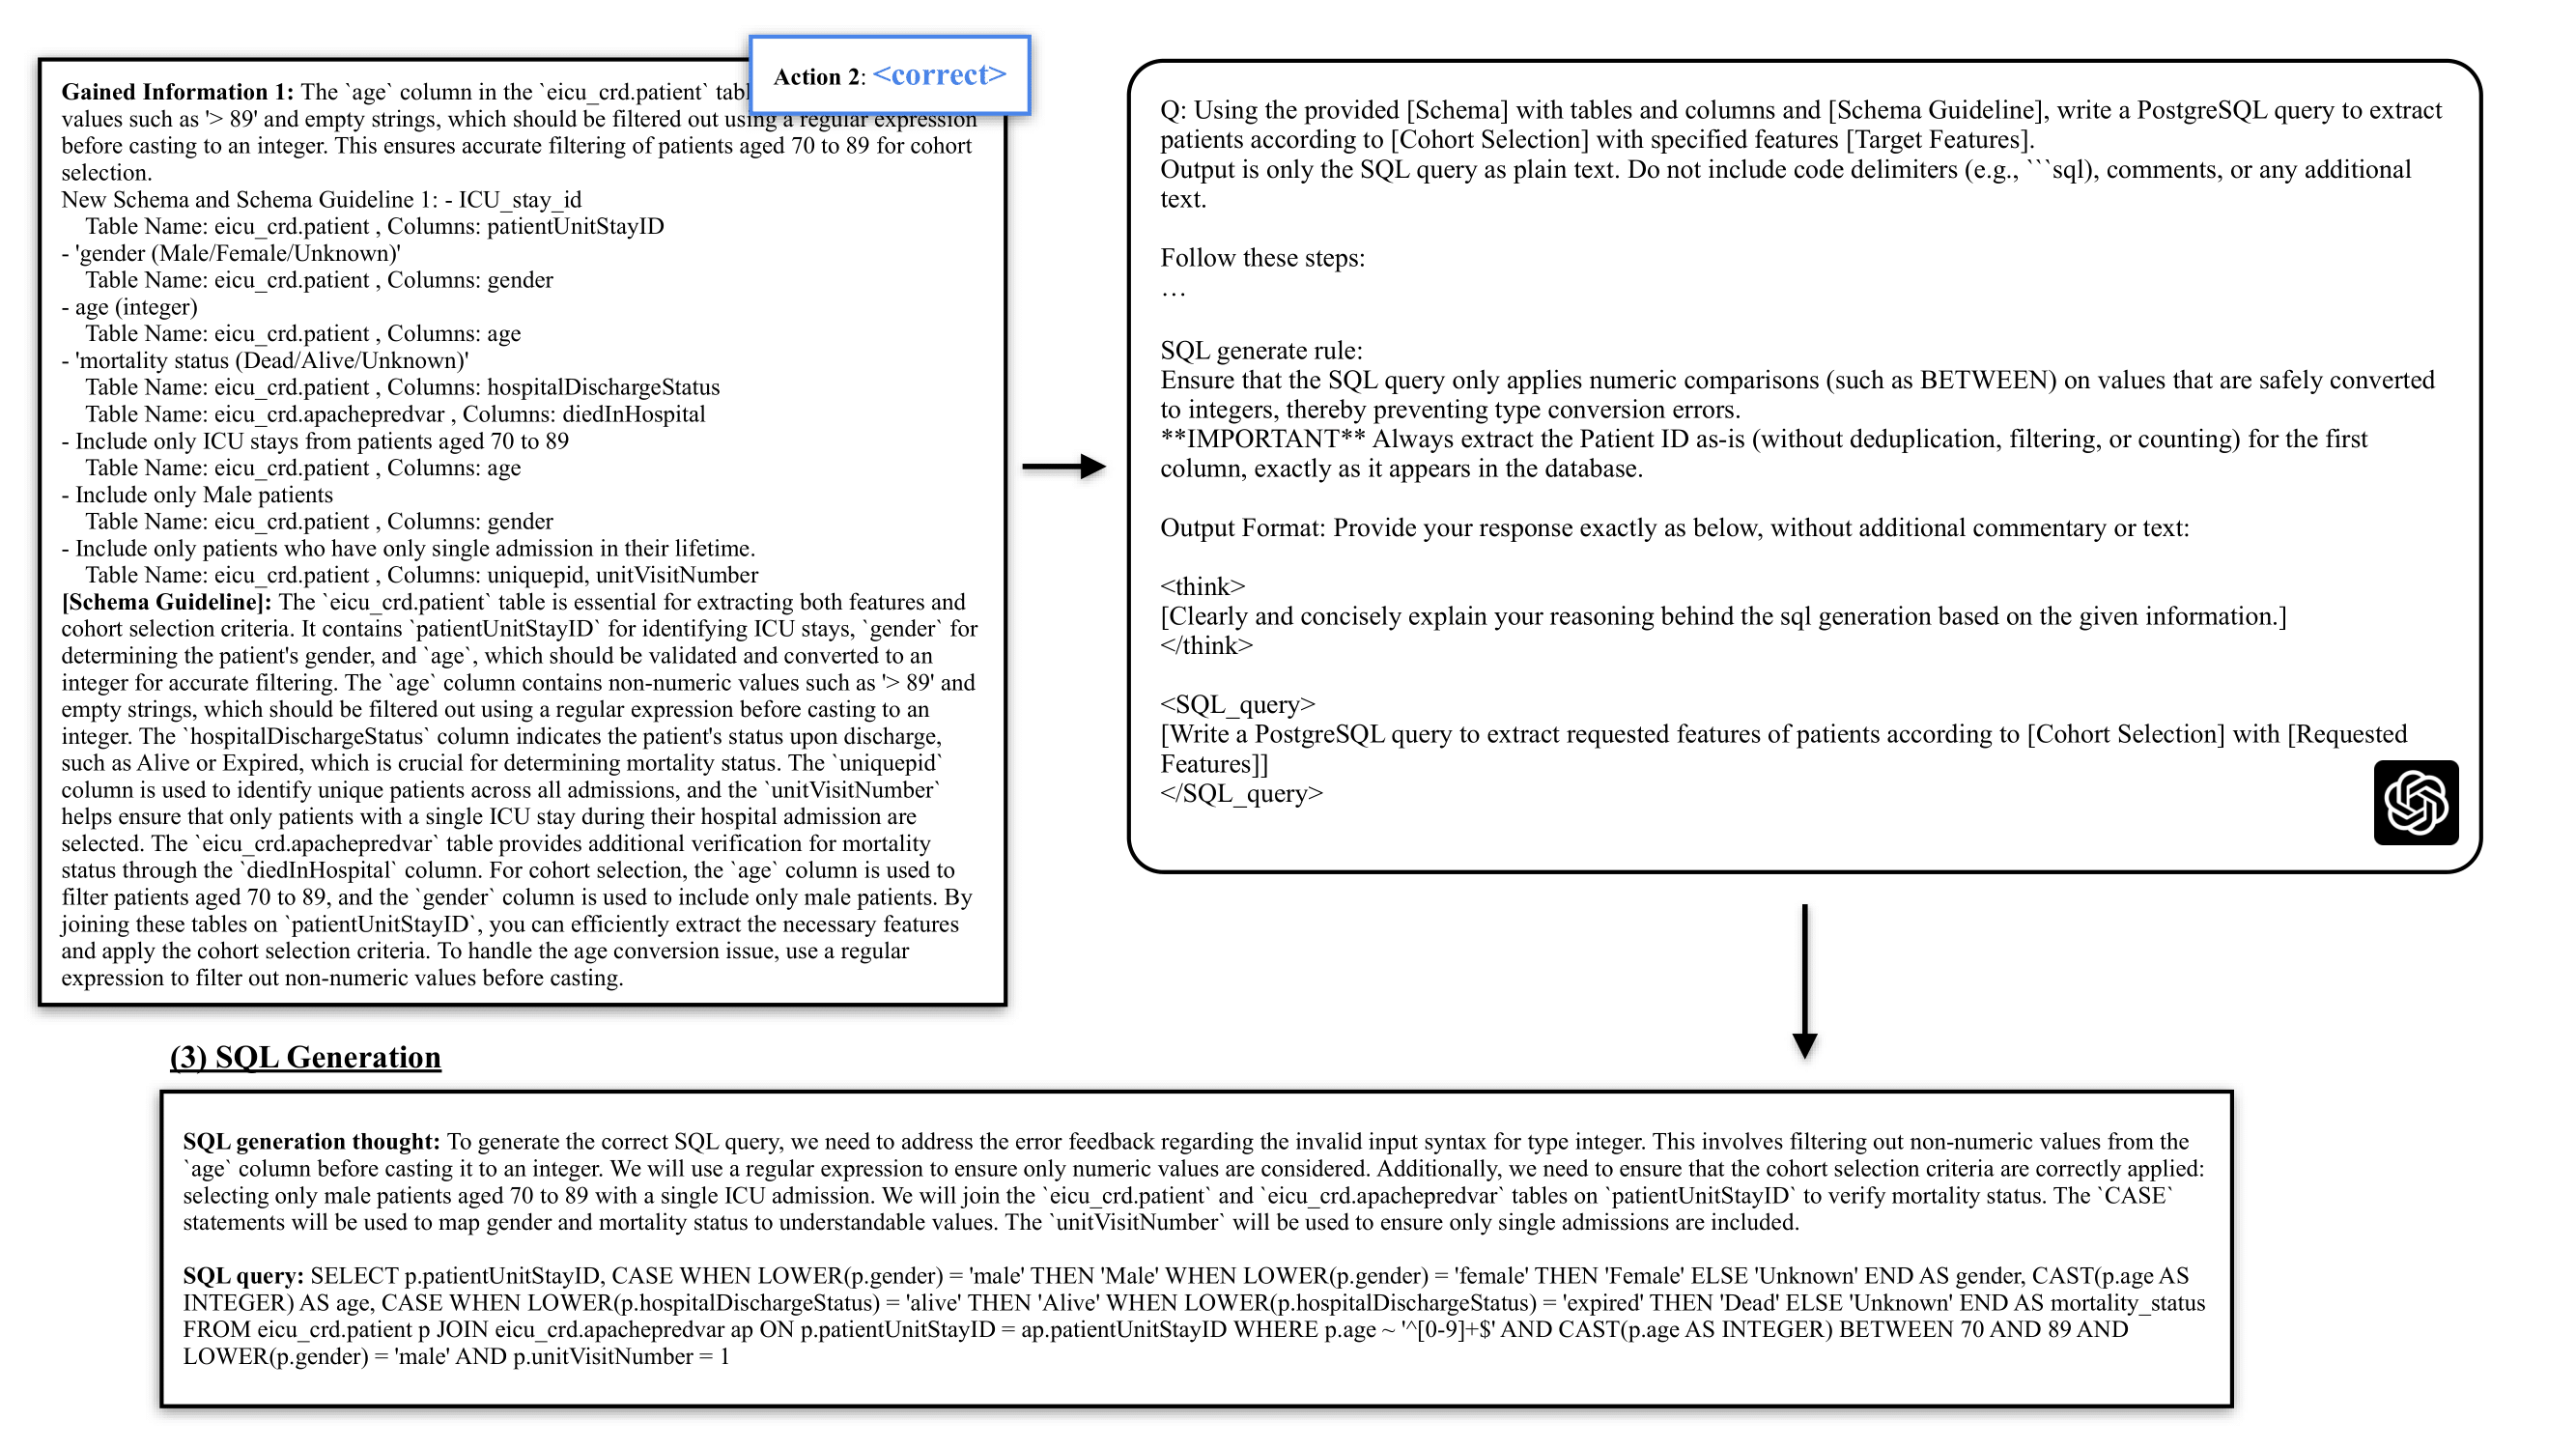 Action 2: <correct>
Gained Information 1: The `age` column in the `eicu_crd.patient`
values such as '> 89' and empty strings, which should be filtered out using a regular expression
before casting to an integer. This ensures accurate filtering of patients aged 70 to 89 for cohort
selection.
New Schema and Schema Guideline 1: - ICU_stay_id
Table Name: eicu_crd.patient , Columns: patientUnitStayID
- 'gender (Male/Female/Unknown)'
Table Name: eicu_crd.patient , Columns: gender
- age (integer)
Table Name: eicu_crd.patient , Columns: age
- 'mortality status (Dead/Alive/Unknown)'
Table Name: eicu_crd.patient , Columns: hospitalDischargeStatus
Table Name: eicu_crd.apachepredvar , Columns: diedInHospital
- Include only ICU stays from patients aged 70 to 89
Table Name: eicu_crd.patient , Columns: age
- Include only Male patients
Table Name: eicu_crd.patient , Columns: gender
- Include only patients who have only single admission in their lifetime.
Table Name: eicu_crd.patient , Columns: uniquepid, unitVisitNumber
[Schema Guideline]: The `eicu_crd.patient` table is essential for extracting both features and
cohort selection criteria. It contains `patientUnitStayID` for identifying ICU stays, `gender` for
determining the patient's gender, and `age`, which should be validated and converted to an
integer for accurate filtering. The `age` column contains non-numeric values such as '> 89' and
empty strings, which should be filtered out using a regular expression before casting to an
integer. The `hospitalDischargeStatus` column indicates the patient's status upon discharge,
such as Alive or Expired, which is crucial for determining mortality status. The `uniquepid`
column is used to identify unique patients across all admissions, and the `unitVisitNumber`
helps ensure that only patients with a single ICU stay during their hospital admission are
selected. The `eicu_crd.apachepredvar` table provides additional verification for mortality
status through the `diedInHospital` column. For cohort selection, the `age` column is used to
filter patients aged 70 to 89, and the `gender` column is used to include only male patients. By
joining these tables on `patientUnitStayID`, you can efficiently extract the necessary features
and apply the cohort selection criteria. To handle the age conversion issue, use a regular
expression to filter out non-numeric values before casting.
Q: Using the provided [Schema] with tables and columns and [Schema Guideline], write a PostgreSQL query to extract
patients according to [Cohort Selection] with specified features [Target Features].
Output is only the SQL query as plain text. Do not include code delimiters (e.g., ```sql), comments, or any additional
text.
Follow these steps:
…
SQL generate rule:
Ensure that the SQL query only applies numeric comparisons (such as BETWEEN) on values that are safely converted
to integers, thereby preventing type conversion errors.
**IMPORTANT** Always extract the Patient ID as-is (without deduplication, filtering, or counting) for the first
column, exactly as it appears in the database.
Output Format: Provide your response exactly as below, without additional commentary or text:
<think>
[Clearly and concisely explain your reasoning behind the sql generation based on the given information.]
</think>
<SQL_query>
[Write a PostgreSQL query to extract requested features of patients according to [Cohort Selection] with [Requested
Features]]
</SQL_query>
(3) SQL Generation
SQL generation thought: To generate the correct SQL query, we need to address the error feedback regarding the invalid input syntax for type integer. This involves filtering out non-numeric values from the
`age` column before casting it to an integer. We will use a regular expression to ensure only numeric values are considered. Additionally, we need to ensure that the cohort selection criteria are correctly applied:
selecting only male patients aged 70 to 89 with a single ICU admission. We will join the `eicu_crd.patient` and `eicu_crd.apachepredvar` tables on `patientUnitStayID` to verify mortality status. The `CASE`
statements will be used to map gender and mortality status to understandable values. The `unitVisitNumber` will be used to ensure only single admissions are included.
SQL query: SELECT p.patientUnitStayID, CASE WHEN LOWER(p.gender) = 'male' THEN 'Male' WHEN LOWER(p.gender) = 'female' THEN 'Female' ELSE 'Unknown' END AS gender, CAST(p.age AS
INTEGER) AS age, CASE WHEN LOWER(p.hospitalDischargeStatus) = 'alive' THEN 'Alive' WHEN LOWER(p.hospitalDischargeStatus) = 'expired' THEN 'Dead' ELSE 'Unknown' END AS mortality_status
FROM eicu_crd.patient p JOIN eicu_crd.apachepredvar ap ON p.patientUnitStayID = ap.patientUnitStayID WHERE p.age ~ '^[0-9]+$' AND CAST(p.age AS INTEGER) BETWEEN 70 AND 89 AND
LOWER(p.gender) = 'male' AND p.unitVisitNumber = 1